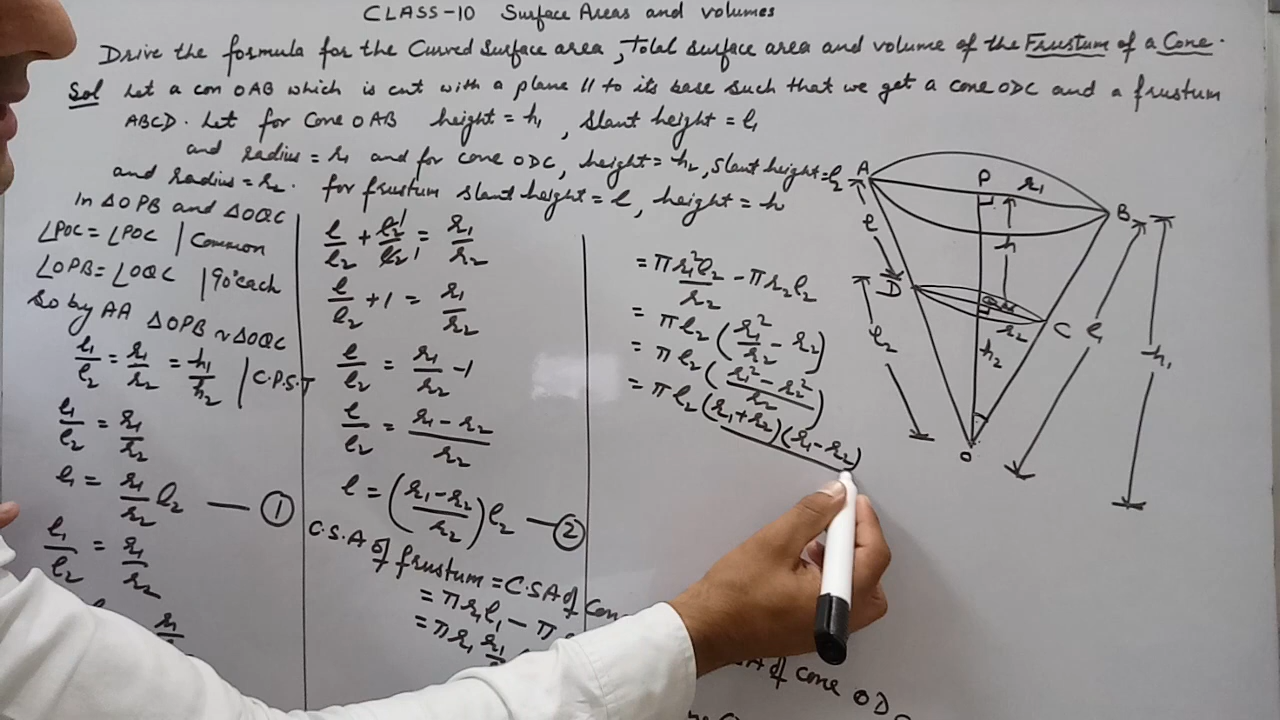 CLASS-10 Surface Areas and volumes
Drive the formula for the Curved Surface area, Total surface area and volume of the Frustum of a Cone.
Sol Let a con OAB which is cut with a plane || to its base such that we get a cone ODC and a frustum
ABCD. Let for Cone OAB height = h₁, slant height = l₁
and radius = r₁ and for cone ODC, height = h₂, slant height = l₂
and radius = r₂. for frustum slant height = l, height = h
In ΔOPB and ΔOQC
∠POC = ∠POC | Common
∠OPB = ∠OQC | 90° each
So by AA ΔOPB ~ ΔOQC
l₁/l₂ = r₁/r₂ = h₁/h₂ | C.P.S.T
l₁/l₂ = r₁/r₂
l₁ = r₁/r₂ l₂ — ①
l₁/l₂ = r₁/r₂
l/l₂ + l₂/l₂ = r₁/r₂
l/l₂ + 1 = r₁/r₂
l/l₂ = r₁/r₂ - 1
l/l₂ = r₁ - r₂/r₂
l = (r₁ - r₂/r₂) l₂ — ②
C.S.A of frustum = C.S.A of Con
= πr₁l₁ - π
= πr₁ r₁
of cone OD
= πr₁²l₂/r₂ - πr₂l₂
= πl₂ (r₁²/r₂ - r₂)
= πl₂ (r₁² - r₂²/r₂)
= πl₂ (r₁ + r₂)(r₁ - r₂)
A
P
r₁
B
l
h
D
Q
r₂
C
l₂
h₂
l₁
h₁
O